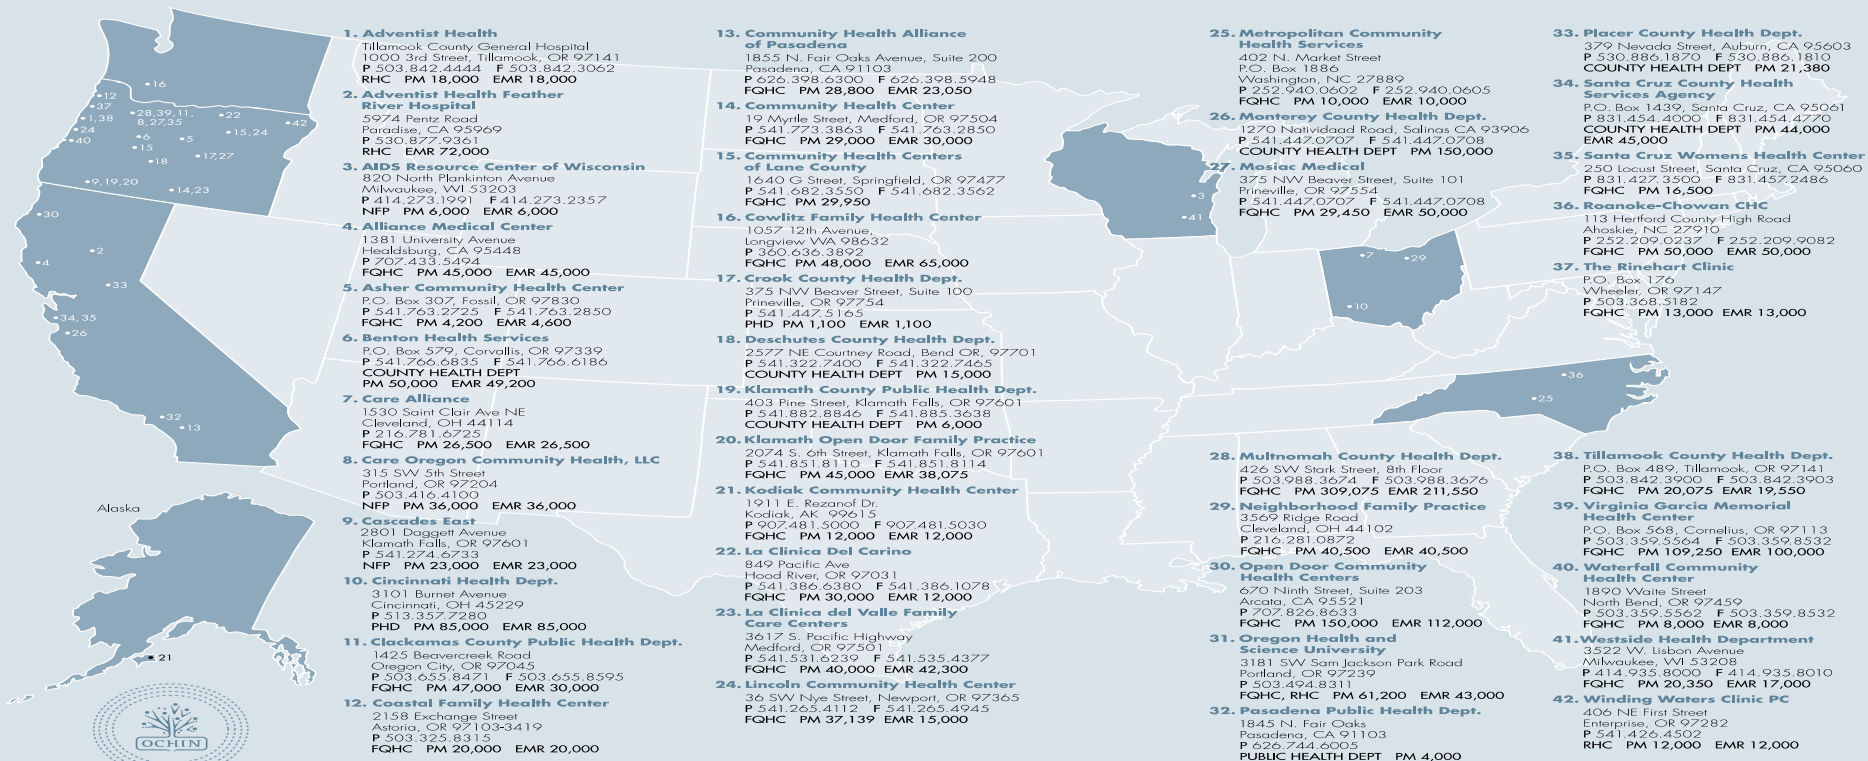 1. Adventist Health
Tillamook County General Hospital
1000 3rd Street, Tillamook, OR 97141
P 503.842.4444 F 503.842.3062
RHC PM 18,000 EMR 18,000
2. Adventist Health Feather
River Hospital
5974 Pentz Road
Paradise, CA 95969
P 530.877.9361
RHC EMR 72,000
3. AIDS Resource Center of Wisconsin
820 North Plankinton Avenue
Milwaukee, WI 53203
P 414.273.1991 F 414.273.2357
NFP PM 6,000 EMR 6,000
4. Alliance Medical Center
1381 University Avenue
Healdsburg, CA 95448
P 707.433.5494
FQHC PM 45,000 EMR 45,000
5. Asher Community Health Center
P.O. Box 307, Fossil, OR 97830
P 541.763.2725 F 541.763.2850
FQHC PM 4,200 EMR 4,600
6. Benton Health Services
P.O. Box 579, Corvallis, OR 97339
P 541.766.6835 F 541.766.6186
COUNTY HEALTH DEPT
PM 50,000 EMR 49,200
7. Care Alliance
1530 Saint Clair Ave NE
Cleveland, OH 44114
P 216.781.6725
FQHC PM 26,500 EMR 26,500
8. Care Oregon Community Health, LLC
315 SW 5th Street
Portland, OR 97204
P 503.416.4100
NFP PM 36,000 EMR 36,000
9. Cascades East
2801 Daggett Avenue
Klamath Falls, OR 97601
P 541.274.6733
NFP PM 23,000 EMR 23,000
10. Cincinnati Health Dept.
3101 Burnet Avenue
Cincinnati, OH 45229
P 513.357.7280
PHD PM 85,000 EMR 85,000
11. Clackamas County Public Health Dept.
1425 Beavercreek Road
Oregon City, OR 97045
P 503.655.8471 F 503.655.8595
FQHC PM 47,000 EMR 30,000
12. Coastal Family Health Center
2158 Exchange Street
Astoria, OR 97103-3419
P 503.325.8315
FQHC PM 20,000 EMR 20,000
13. Community Health Alliance
of Pasadena
1855 N. Fair Oaks Avenue, Suite 200
Pasadena, CA 91103
P 626.398.6300 F 626.398.5948
FQHC PM 28,800 EMR 23,050
14. Community Health Center
19 Myrtle Street, Medford, OR 97504
P 541.773.3863 F 541.763.2850
FQHC PM 29,000 EMR 30,000
15. Community Health Centers
of Lane County
1640 G Street, Springfield, OR 97477
P 541.682.3550 F 541.682.3562
FQHC PM 29,950
16. Cowlitz Family Health Center
1057 12th Avenue,
Longview WA 98632
P 360.636.3892
FQHC PM 48,000 EMR 65,000
17. Crook County Health Dept.
375 NW Beaver Street, Suite 100
Prineville, OR 97754
P 541.447.5165
PHD PM 1,100 EMR 1,100
18. Deschutes County Health Dept.
2577 NE Courtney Road, Bend OR, 97701
P 541.322.7400 F 541.322.7465
COUNTY HEALTH DEPT PM 15,000
19. Klamath County Public Health Dept.
403 Pine Street, Klamath Falls, OR 97601
P 541.882.8846 F 541.885.3638
COUNTY HEALTH DEPT PM 6,000
20. Klamath Open Door Family Practice
2074 S. 6th Street, Klamath Falls, OR 97601
P 541.851.8110 F 541.851.8114
FQHC PM 45,000 EMR 38,075
21. Kodiak Community Health Center
1911 E. Rezanof Dr.
Kodiak, AK 99615
P 907.481.5000 F 907.481.5030
FQHC PM 12,000 EMR 12,000
22. La Clinica Del Carino
849 Pacific Ave
Hood River, OR 97031
P 541.386.6380 F 541.386.1078
FQHC PM 30,000 EMR 12,000
23. La Clinica del Valle Family
Care Centers
3617 S. Pacific Highway
Medford, OR 97501
P 541.531.6239 F 541.535.4377
FQHC PM 40,000 EMR 42,300
24. Lincoln Community Health Center
36 SW Nye Street, Newport, OR 97365
P 541.265.4112 F 541.265.4945
FQHC PM 37,139 EMR 15,000
25. Metropolitan Community
Health Services
402 N. Market Street
P.O. Box 1886
Washington, NC 27889
P 252.940.0602 F 252.940.0605
FQHC PM 10,000 EMR 10,000
26. Monterey County Health Dept.
1270 Natividaad Road, Salinas CA 93906
P 541.447.0707 F 541.447.0708
COUNTY HEALTH DEPT PM 150,000
27. Mosiac Medical
375 NW Beaver Street, Suite 101
Prineville, OR 97554
P 541.447.0707 F 541.447.0708
FQHC PM 29,450 EMR 50,000
28. Multnomah County Health Dept.
426 SW Stark Street, 8th Floor
P 503.988.3674 F 503.988.3676
FQHC PM 309,075 EMR 211,550
29. Neighborhood Family Practice
3569 Ridge Road
Cleveland, OH 44102
P 216.281.0872
FQHC PM 40,500 EMR 40,500
30. Open Door Community
Health Centers
670 Ninth Street, Suite 203
Arcata, CA 95521
P 707.826.8633
FQHC PM 150,000 EMR 112,000
31. Oregon Health and
Science University
3181 SW Sam Jackson Park Road
Portland, OR 97239
P 503.494.8311
FQHC, RHC PM 61,200 EMR 43,000
32. Pasadena Public Health Dept.
1845 N. Fair Oaks
Pasadena, CA 91103
P 626.744.6005
PUBLIC HEALTH DEPT PM 4,000
33. Placer County Health Dept.
379 Nevada Street, Auburn, CA 95603
P 530.886.1870 F 530.886.1810
COUNTY HEALTH DEPT PM 21,380
34. Santa Cruz County Health
Services Agency
P.O. Box 1439, Santa Cruz, CA 95061
P 831.454.4000 F 831.454.4770
COUNTY HEALTH DEPT PM 44,000
EMR 45,000
35. Santa Cruz Womens Health Center
250 Locust Street, Santa Cruz, CA 95060
P 831.427.3500 F 831.457.2486
FQHC PM 16,500
36. Roanoke-Chowan CHC
113 Hertford County High Road
Ahoskie, NC 27910
P 252.209.0237 F 252.209.9082
FQHC PM 50,000 EMR 50,000
37. The Rinehart Clinic
P.O. Box 176
Wheeler, OR 97147
P 503.368.5182
FQHC PM 13,000 EMR 13,000
38. Tillamook County Health Dept.
P.O. Box 489, Tillamook, OR 97141
P 503.842.3900 F 503.842.3903
FQHC PM 20,075 EMR 19,550
39. Virginia Garcia Memorial
Health Center
P.O. Box 568, Cornelius, OR 97113
P 503.359.5564 F 503.359.8532
FQHC PM 109,250 EMR 100,000
40. Waterfall Community
Health Center
1890 Waite Street
North Bend, OR 97459
P 503.359.5562 F 503.359.8532
FQHC PM 8,000 EMR 8,000
41. Westside Health Department
3522 W. Lisbon Avenue
Milwaukee, WI 53208
P 414.935.8000 F 414.935.8010
FQHC PM 20,350 EMR 17,000
42. Winding Waters Clinic PC
406 NE First Street
Enterprise, OR 97282
P 541.426.4502
RHC PM 12,000 EMR 12,000
16
12
37
1,38
24
40
28,39,11,
8,27,35
22
42
15,24
6
5
15
18
17,27
9,19,20
14,23
30
2
4
33
34,35
26
32
13
3
41
7
29
10
36
25
Alaska
21
OCHIN